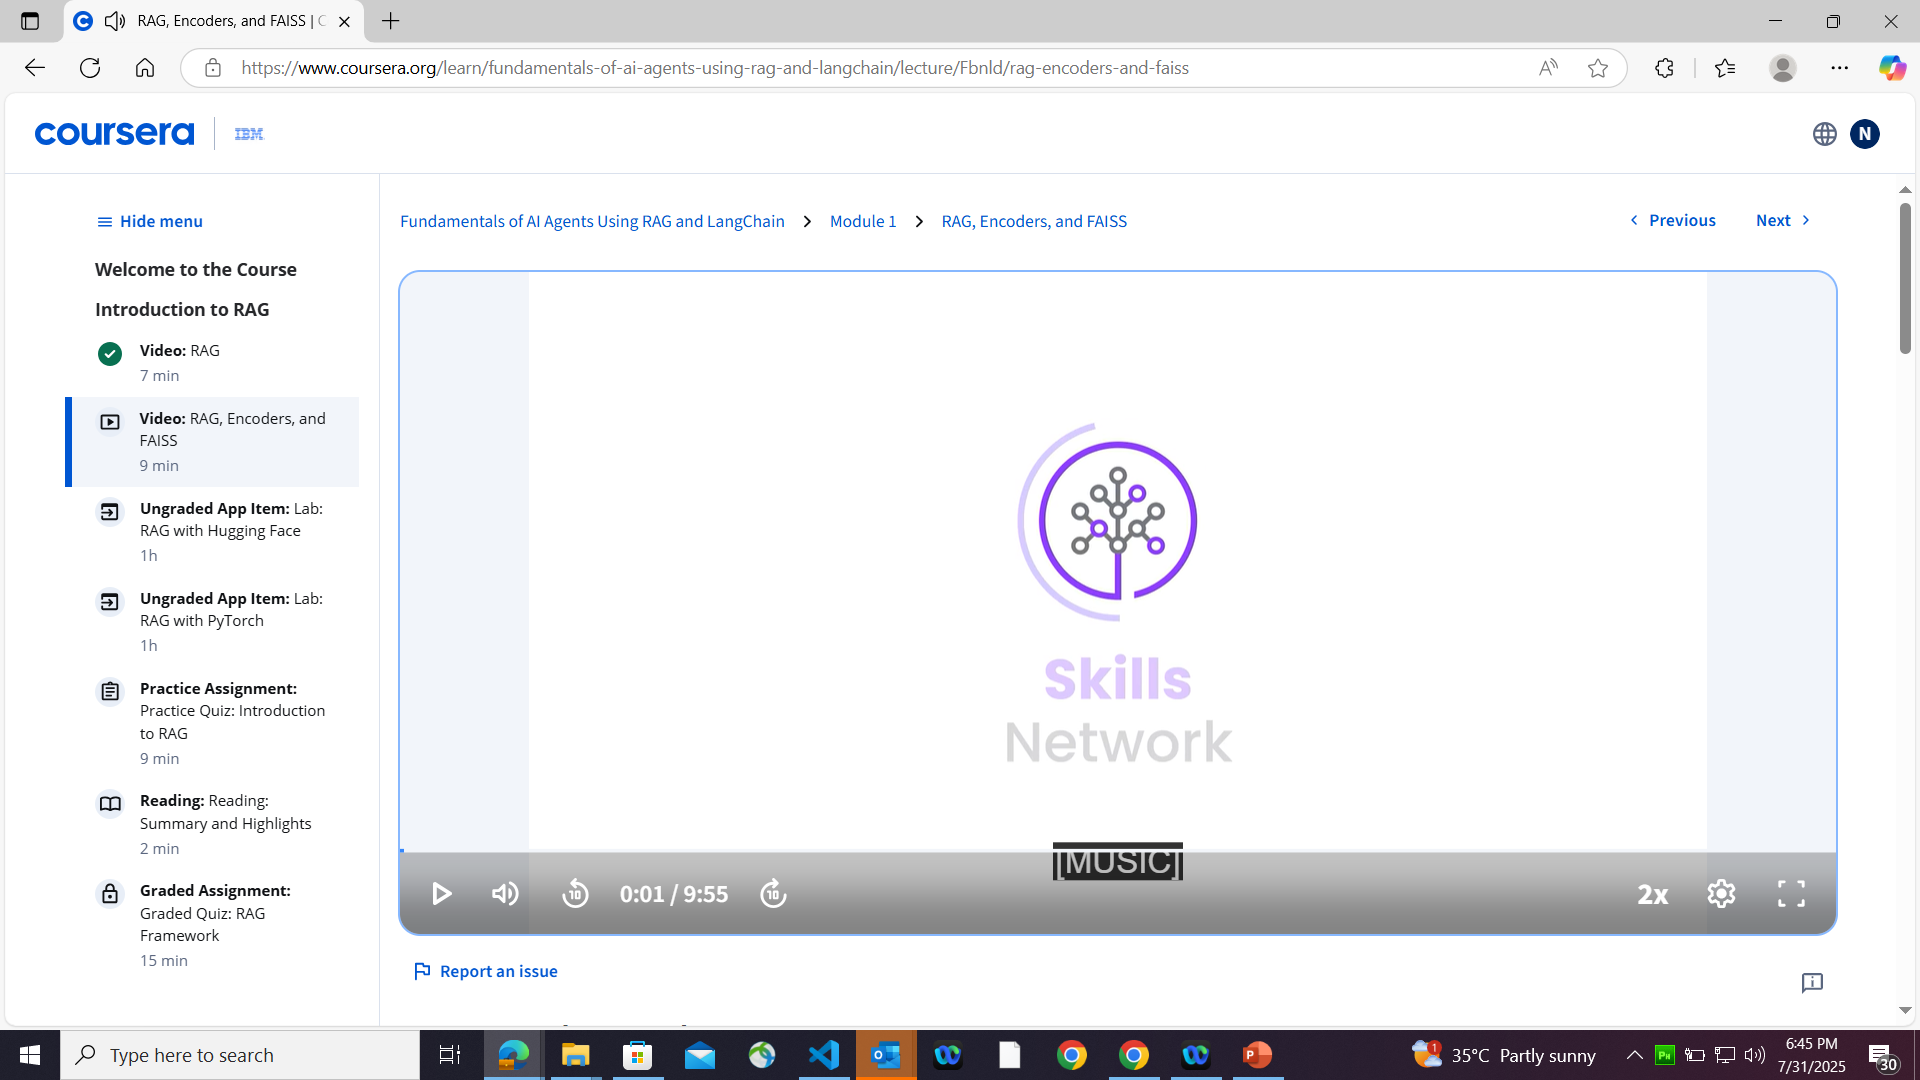 RAG, Encoders, and FAISS | C
https://www.coursera.org/learn/fundamentals-of-ai-agents-using-rag-and-langchain/lecture/Fbnld/rag-encoders-and-faiss
coursera IBM
N
Hide menu
Fundamentals of AI Agents Using RAG and LangChain > Module 1 > RAG, Encoders, and FAISS
Previous Next
Welcome to the Course
Introduction to RAG
Video: RAG
7 min
Video: RAG, Encoders, and
FAISS
9 min
Ungraded App Item: Lab:
RAG with Hugging Face
1h
Ungraded App Item: Lab:
RAG with PyTorch
1h
Practice Assignment:
Practice Quiz: Introduction
to RAG
9 min
Reading: Reading:
Summary and Highlights
2 min
Graded Assignment:
Graded Quiz: RAG
Framework
15 min
Skills
Network
[MUSIC]
10 0:01 / 9:55 10 2x
Report an issue
Type here to search
1 35°C Partly sunny
6:45 PM
7/31/2025
30